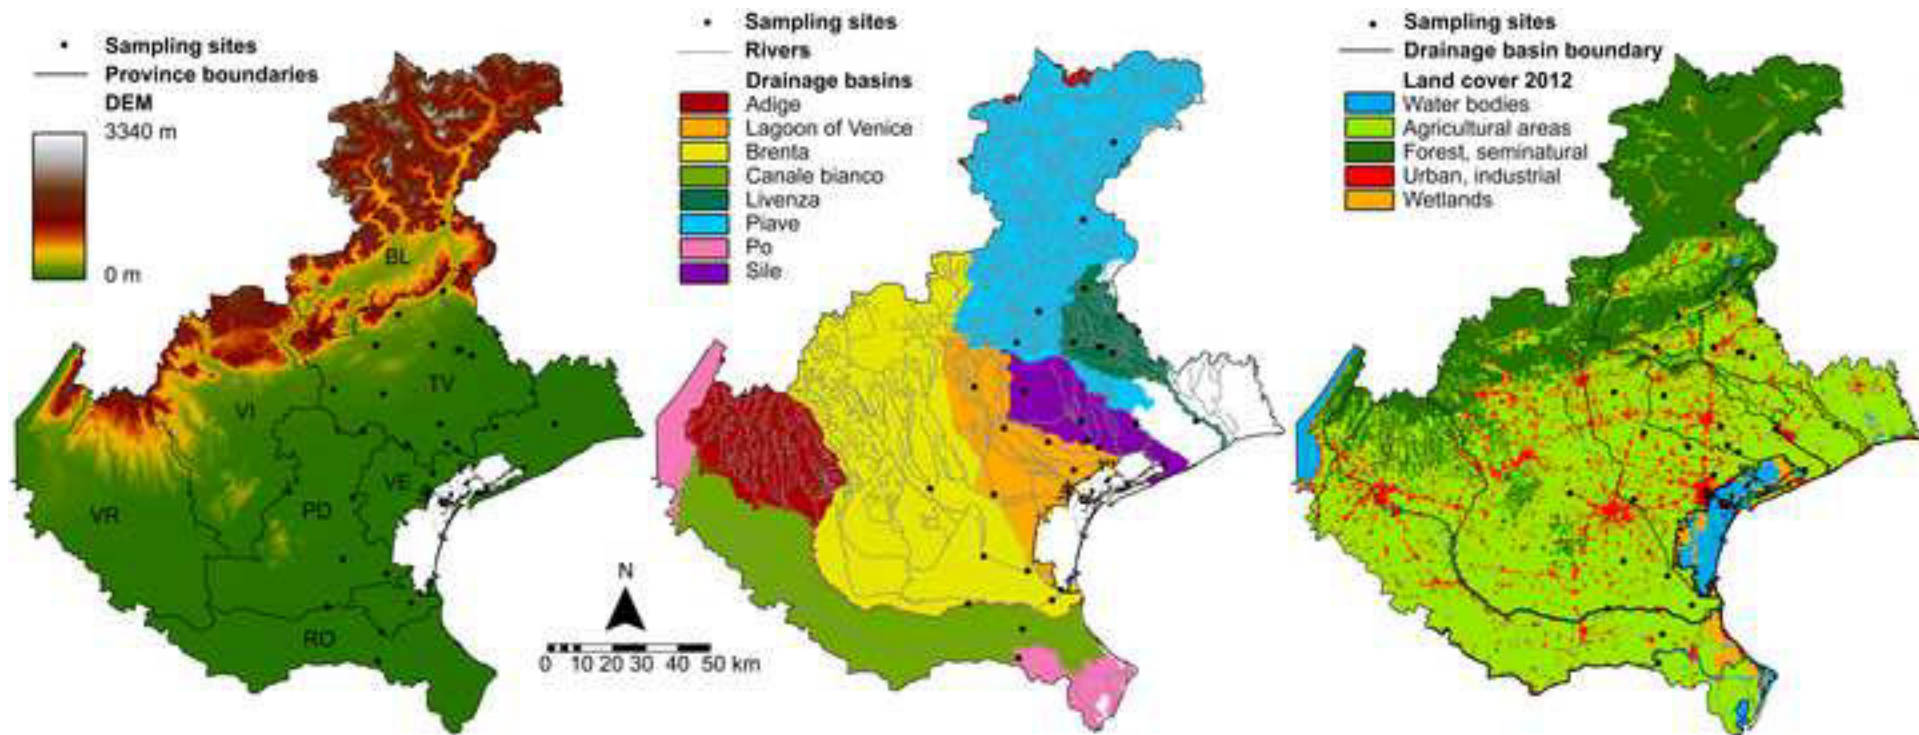 Sampling sites
Province boundaries
DEM
3340 m
0 m
BL
TV
VI
VE
PD
VR
RO
N
0 10 20 30 40 50 km
Sampling sites
Rivers
Drainage basins
Adige
Lagoon of Venice
Brenta
Canale bianco
Livenza
Piave
Po
Sile
Sampling sites
Drainage basin boundary
Land cover 2012
Water bodies
Agricultural areas
Forest, seminatural
Urban, industrial
Wetlands